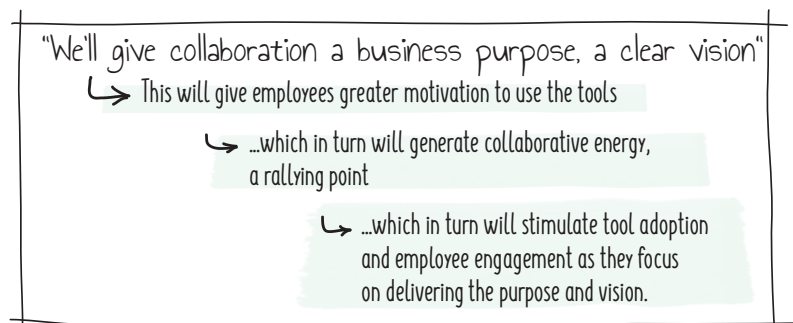 "We'll give collaboration a business purpose, a clear vision"
This will give employees greater motivation to use the tools
...which in turn will generate collaborative energy,
a rallying point
...which in turn will stimulate tool adoption
and employee engagement as they focus
on delivering the purpose and vision.